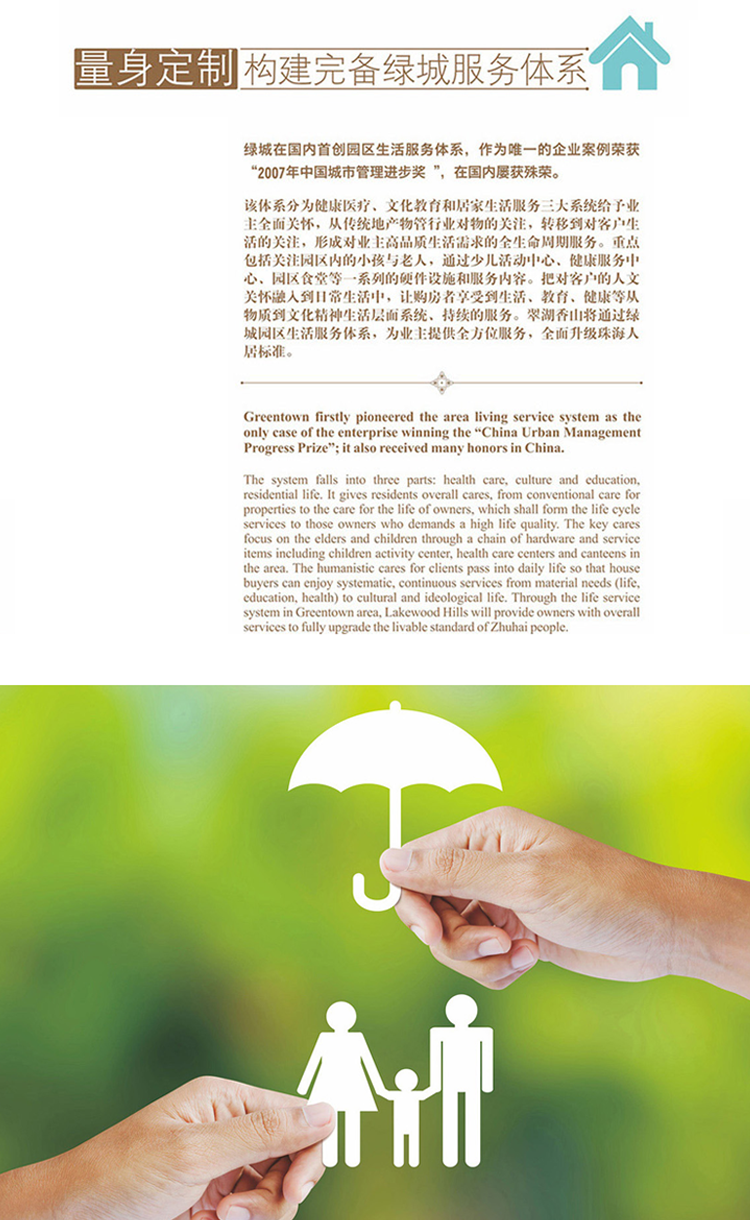 量身定制 构建完备绿城服务体系
绿城在国内首创园区生活服务体系，作为唯一的企业案例荣获
“2007年中国城市管理进步奖 ”，在国内屡获殊荣。
该体系分为健康医疗、文化教育和居家生活服务三大系统给予业
主全面关怀，从传统地产物管行业对物的关注，转移到对客户生
活的关注，形成对业主高品质生活需求的全生命周期服务。重点
包括关注园区内的小孩与老人，通过少儿活动中心、健康服务中
心、园区食堂等一系列的硬件设施和服务内容。把对客户的人文
关怀融入到日常生活中，让购房者享受到生活、教育、健康等从
物质到文化精神生活层面系统、持续的服务。翠湖香山将通过绿
城园区生活服务体系，为业主提供全方位服务，全面升级珠海人
居标准。
Greentown firstly pioneered the area living service system as the
only case of the enterprise winning the “China Urban Management
Progress Prize”; it also received many honors in China.
The system falls into three parts: health care, culture and education,
residential life. It gives residents overall cares, from conventional care for
properties to the care for the life of owners, which shall form the life cycle
services to those owners who demands a high life quality. The key cares
focus on the elders and children through a chain of hardware and service
items including children activity center, health care centers and canteens in
the area. The humanistic cares for clients pass into daily life so that house
buyers can enjoy systematic, continuous services from material needs (life,
education, health) to cultural and ideological life. Through the life service
system in Greentown area, Lakewood Hills will provide owners with overall
services to fully upgrade the livable standard of Zhuhai people.